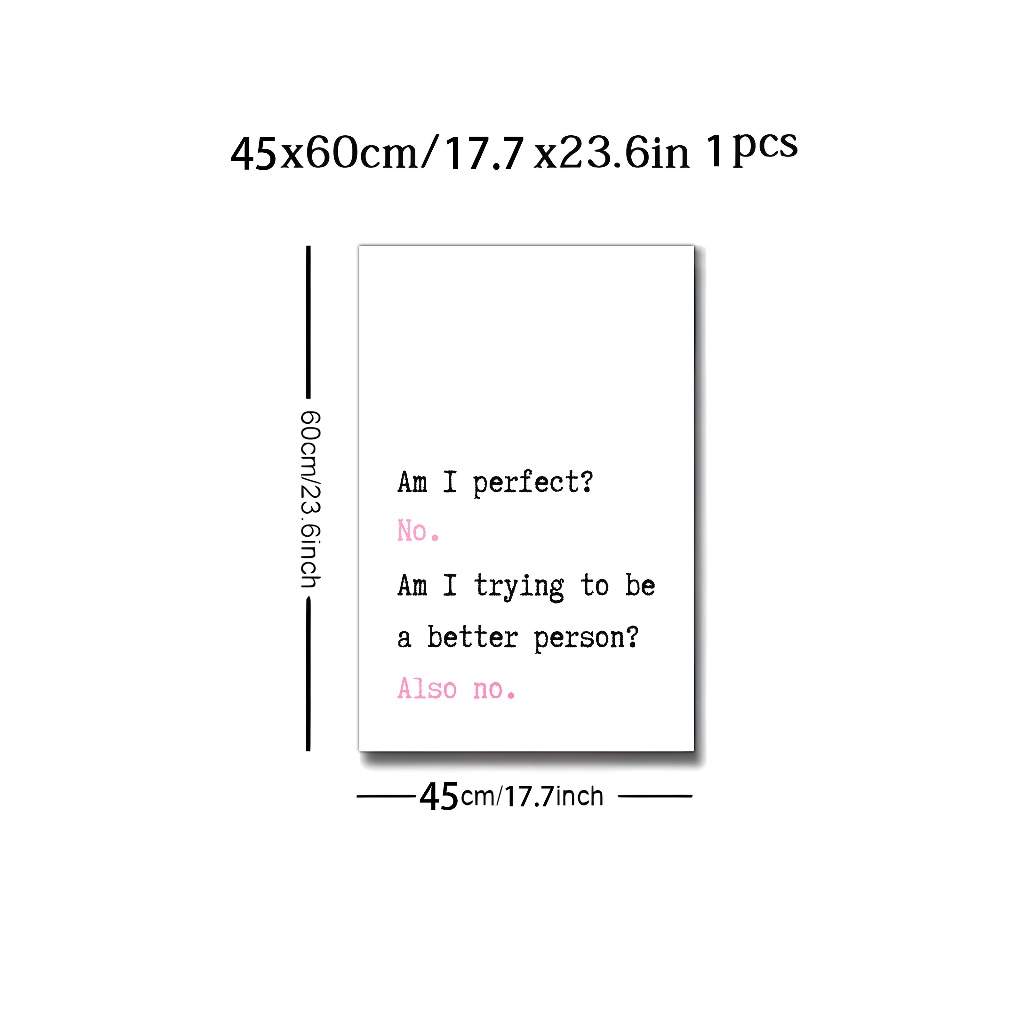 45x60cm/17.7 x23.6in 1pcs
60cm/23.6inch
Am I perfect?
No.
Am I trying to be
a better person?
Also no.
45cm/17.7inch